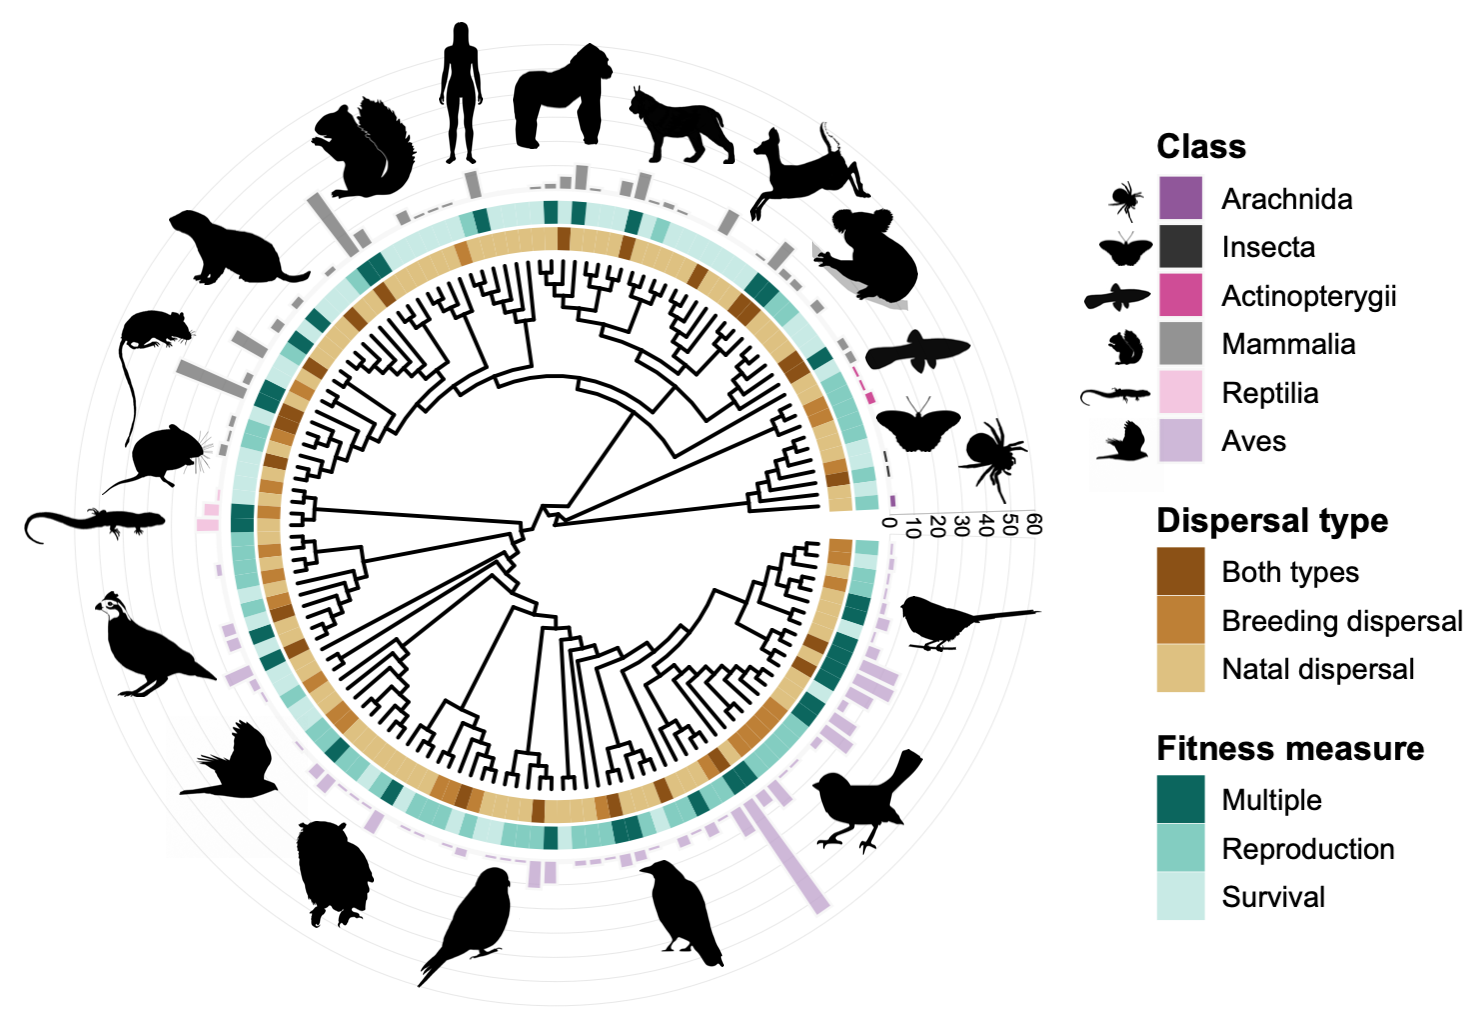 Class
Arachnida
Insecta
Actinopterygii
Mammalia
Reptilia
Aves
0 10 20 30 40 50 60
Dispersal type
Both types
Breeding dispersal
Natal dispersal
Fitness measure
Multiple
Reproduction
Survival